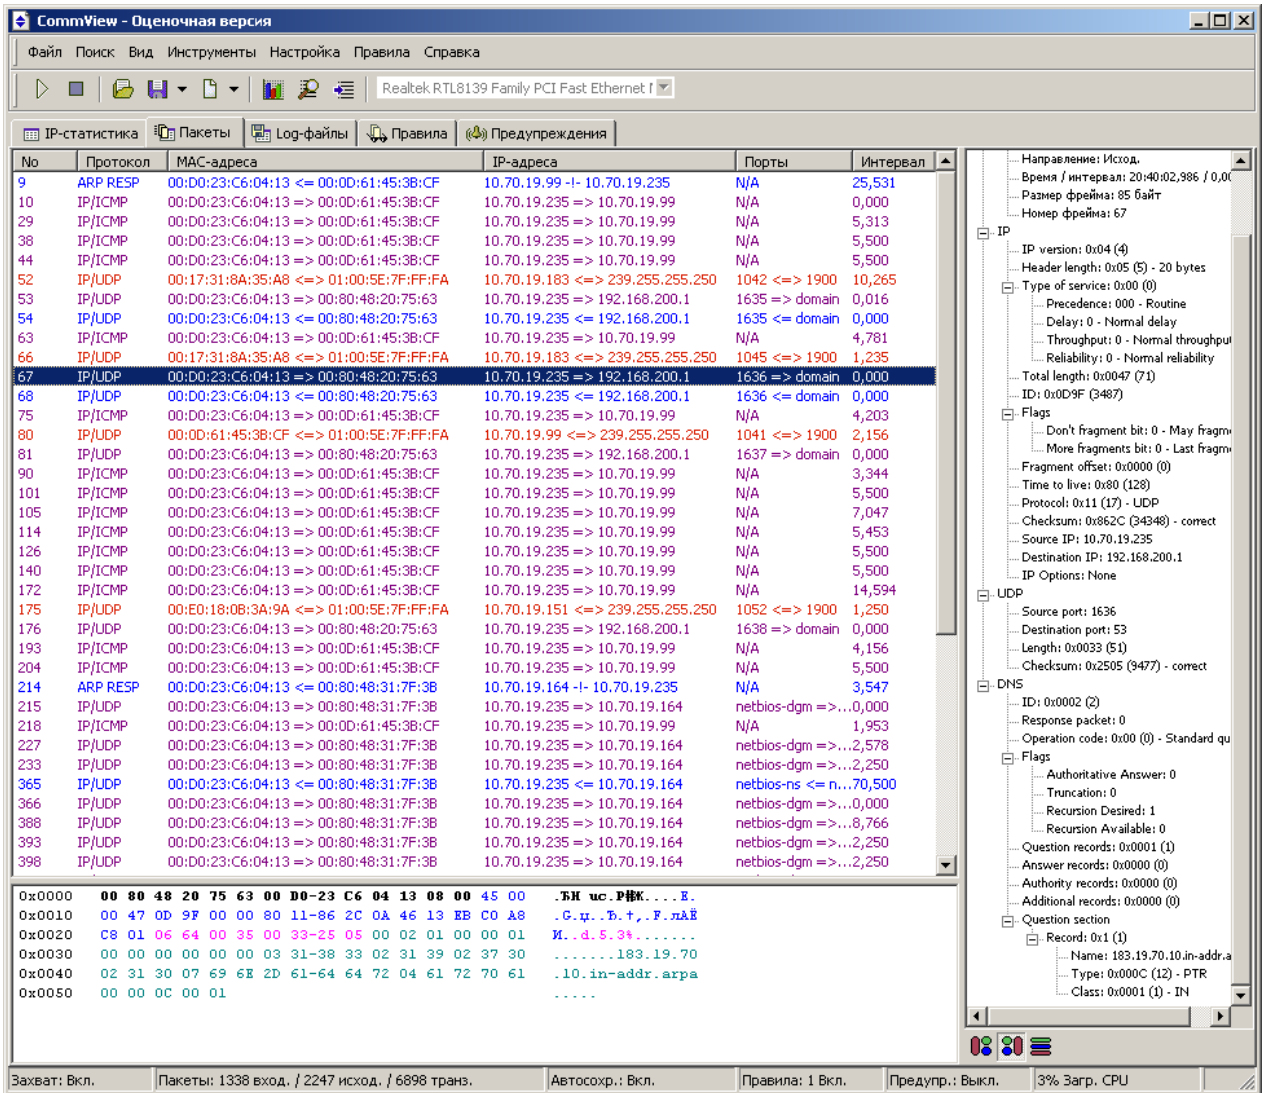 CommView - Оценочная версия
Файл Поиск Вид Инструменты Настройка Правила Справка
Realtek RTL8139 Family PCI Fast Ethernet
IP-статистика Пакеты Log-файлы Правила Предупреждения
No Протокол MAC-адреса IP-адреса Порты Интервал
9 ARP RESP 00:D0:23:C6:04:13 <= 00:0D:61:45:3B:CF 10.70.19.99 -!- 10.70.19.235 N/A 25,531
10 IP/ICMP 00:D0:23:C6:04:13 => 00:0D:61:45:3B:CF 10.70.19.235 => 10.70.19.99 N/A 0,000
29 IP/ICMP 00:D0:23:C6:04:13 => 00:0D:61:45:3B:CF 10.70.19.235 => 10.70.19.99 N/A 5,313
38 IP/ICMP 00:D0:23:C6:04:13 => 00:0D:61:45:3B:CF 10.70.19.235 => 10.70.19.99 N/A 5,500
44 IP/ICMP 00:D0:23:C6:04:13 => 00:0D:61:45:3B:CF 10.70.19.235 => 10.70.19.99 N/A 5,500
52 IP/UDP 00:17:31:8A:35:A8 <=> 01:00:5E:7F:FF:FA 10.70.19.183 <=> 239.255.255.250 1042 <=> 1900 10,265
53 IP/UDP 00:D0:23:C6:04:13 => 00:80:48:20:75:63 10.70.19.235 => 192.168.200.1 1635 => domain 0,016
54 IP/UDP 00:D0:23:C6:04:13 <= 00:80:48:20:75:63 10.70.19.235 <= 192.168.200.1 1635 <= domain 0,000
63 IP/ICMP 00:D0:23:C6:04:13 => 00:0D:61:45:3B:CF 10.70.19.235 => 10.70.19.99 N/A 4,781
66 IP/UDP 00:17:31:8A:35:A8 <=> 01:00:5E:7F:FF:FA 10.70.19.183 <=> 239.255.255.250 1045 <=> 1900 1,235
67 IP/UDP 00:D0:23:C6:04:13 => 00:80:48:20:75:63 10.70.19.235 => 192.168.200.1 1636 => domain 0,000
68 IP/UDP 00:D0:23:C6:04:13 <= 00:80:48:20:75:63 10.70.19.235 <= 192.168.200.1 1636 <= domain 0,000
75 IP/ICMP 00:D0:23:C6:04:13 => 00:0D:61:45:3B:CF 10.70.19.235 => 10.70.19.99 N/A 4,203
80 IP/UDP 00:0D:61:45:3B:CF <=> 01:00:5E:7F:FF:FA 10.70.19.99 <=> 239.255.255.250 1041 <=> 1900 2,156
81 IP/UDP 00:D0:23:C6:04:13 => 00:80:48:20:75:63 10.70.19.235 => 192.168.200.1 1637 => domain 0,000
90 IP/ICMP 00:D0:23:C6:04:13 => 00:0D:61:45:3B:CF 10.70.19.235 => 10.70.19.99 N/A 3,344
101 IP/ICMP 00:D0:23:C6:04:13 => 00:0D:61:45:3B:CF 10.70.19.235 => 10.70.19.99 N/A 5,500
105 IP/ICMP 00:D0:23:C6:04:13 => 00:0D:61:45:3B:CF 10.70.19.235 => 10.70.19.99 N/A 7,047
114 IP/ICMP 00:D0:23:C6:04:13 => 00:0D:61:45:3B:CF 10.70.19.235 => 10.70.19.99 N/A 5,453
126 IP/ICMP 00:D0:23:C6:04:13 => 00:0D:61:45:3B:CF 10.70.19.235 => 10.70.19.99 N/A 5,500
140 IP/ICMP 00:D0:23:C6:04:13 => 00:0D:61:45:3B:CF 10.70.19.235 => 10.70.19.99 N/A 5,500
172 IP/ICMP 00:D0:23:C6:04:13 => 00:0D:61:45:3B:CF 10.70.19.235 => 10.70.19.99 N/A 14,594
175 IP/UDP 00:E0:18:0B:3A:9A <=> 01:00:5E:7F:FF:FA 10.70.19.151 <=> 239.255.255.250 1052 <=> 1900 1,250
176 IP/UDP 00:D0:23:C6:04:13 => 00:80:48:20:75:63 10.70.19.235 => 192.168.200.1 1638 => domain 0,000
193 IP/ICMP 00:D0:23:C6:04:13 => 00:0D:61:45:3B:CF 10.70.19.235 => 10.70.19.99 N/A 4,156
204 IP/ICMP 00:D0:23:C6:04:13 => 00:0D:61:45:3B:CF 10.70.19.235 => 10.70.19.99 N/A 5,500
214 ARP RESP 00:D0:23:C6:04:13 <= 00:80:48:31:7F:3B 10.70.19.164 -!- 10.70.19.235 N/A 3,547
215 IP/UDP 00:D0:23:C6:04:13 => 00:80:48:31:7F:3B 10.70.19.235 => 10.70.19.164 netbios-dgm =>... 0,000
218 IP/ICMP 00:D0:23:C6:04:13 => 00:0D:61:45:3B:CF 10.70.19.235 => 10.70.19.99 N/A 1,953
227 IP/UDP 00:D0:23:C6:04:13 => 00:80:48:31:7F:3B 10.70.19.235 => 10.70.19.164 netbios-dgm =>... 2,578
233 IP/UDP 00:D0:23:C6:04:13 => 00:80:48:31:7F:3B 10.70.19.235 => 10.70.19.164 netbios-dgm =>... 2,250
365 IP/UDP 00:D0:23:C6:04:13 <= 00:80:48:31:7F:3B 10.70.19.235 <= 10.70.19.164 netbios-ns <= n... 70,500
366 IP/UDP 00:D0:23:C6:04:13 => 00:80:48:31:7F:3B 10.70.19.235 => 10.70.19.164 netbios-dgm =>... 0,000
388 IP/UDP 00:D0:23:C6:04:13 => 00:80:48:31:7F:3B 10.70.19.235 => 10.70.19.164 netbios-dgm =>... 8,766
393 IP/UDP 00:D0:23:C6:04:13 => 00:80:48:31:7F:3B 10.70.19.235 => 10.70.19.164 netbios-dgm =>... 2,250
398 IP/UDP 00:D0:23:C6:04:13 => 00:80:48:31:7F:3B 10.70.19.235 => 10.70.19.164 netbios-dgm =>... 2,250
0x0000 00 80 48 20 75 63 00 D0-23 C6 04 13 08 00 45 00 .ЂH uc.Р#Ж....E.
0x0010 00 47 0D 9F 00 00 80 11-86 2C 0A 46 13 EB C0 A8 .G.џ..Ђ.†,.F.лАЁ
0x0020 C8 01 06 64 00 35 00 33-25 05 00 02 01 00 00 01 И..d.5.3%.......
0x0030 00 00 00 00 00 00 03 31-38 33 02 31 39 02 37 30 .......183.19.70
0x0040 02 31 30 07 69 6E 2D 61-64 64 72 04 61 72 70 61 .10.in-addr.arpa
0x0050 00 00 0C 00 01 .....
Направление: Исход.
Время / интервал: 20:40:02,986 / 0,00
Размер фрейма: 85 байт
Номер фрейма: 67
IP
IP version: 0x04 (4)
Header length: 0x05 (5) - 20 bytes
Type of service: 0x00 (0)
Precedence: 000 - Routine
Delay: 0 - Normal delay
Throughput: 0 - Normal throughput
Reliability: 0 - Normal reliability
Total length: 0x0047 (71)
ID: 0x0D9F (3487)
Flags
Don't fragment bit: 0 - May fragm
More fragments bit: 0 - Last fragm
Fragment offset: 0x0000 (0)
Time to live: 0x80 (128)
Protocol: 0x11 (17) - UDP
Checksum: 0x862C (34348) - correct
Source IP: 10.70.19.235
Destination IP: 192.168.200.1
IP Options: None
UDP
Source port: 1636
Destination port: 53
Length: 0x0033 (51)
Checksum: 0x2505 (9477) - correct
DNS
ID: 0x0002 (2)
Response packet: 0
Operation code: 0x00 (0) - Standard qu
Flags
Authoritative Answer: 0
Truncation: 0
Recursion Desired: 1
Recursion Available: 0
Question records: 0x0001 (1)
Answer records: 0x0000 (0)
Authority records: 0x0000 (0)
Additional records: 0x0000 (0)
Question section
Record: 0x1 (1)
Name: 183.19.70.10.in-addr.a
Type: 0x000C (12) - PTR
Class: 0x0001 (1) - IN
Захват: Вкл. Пакеты: 1338 вход. / 2247 исход. / 6898 транз. Автосохр.: Вкл. Правила: 1 Вкл. Предупр.: Выкл. 3% Загр. CPU